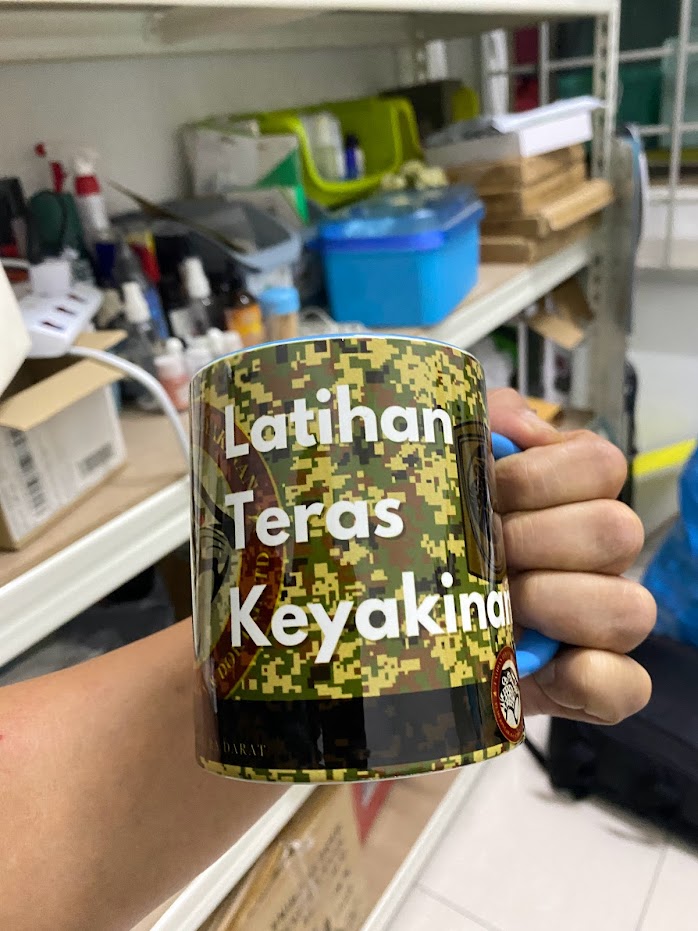 Latihan
Teras
Keyakinan
DARAT